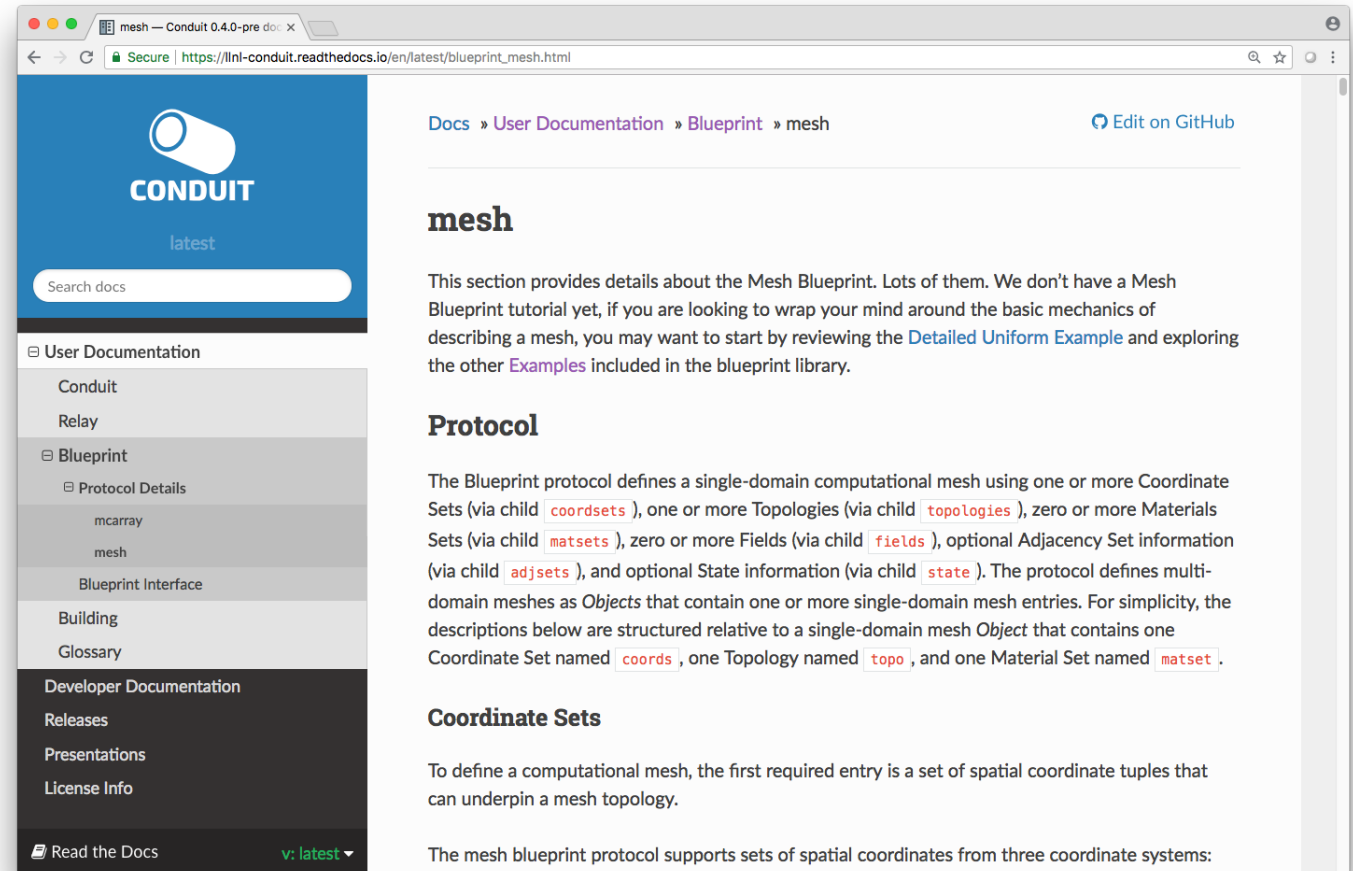 mesh — Conduit 0.4.0-pre doc
Secure https://llnl-conduit.readthedocs.io/en/latest/blueprint_mesh.html
CONDUIT
latest
Search docs
User Documentation
Conduit
Relay
Blueprint
Protocol Details
mcarray
mesh
Blueprint Interface
Building
Glossary
Developer Documentation
Releases
Presentations
License Info
Read the Docs
v: latest
Docs » User Documentation » Blueprint » mesh
Edit on GitHub
mesh
This section provides details about the Mesh Blueprint. Lots of them. We don’t have a Mesh
Blueprint tutorial yet, if you are looking to wrap your mind around the basic mechanics of
describing a mesh, you may want to start by reviewing the Detailed Uniform Example and exploring
the other Examples included in the blueprint library.
Protocol
The Blueprint protocol defines a single-domain computational mesh using one or more Coordinate
Sets (via child coordsets ), one or more Topologies (via child topologies ), zero or more Materials
Sets (via child matsets ), zero or more Fields (via child fields ), optional Adjacency Set information
(via child adjsets ), and optional State information (via child state ). The protocol defines multi-
domain meshes as Objects that contain one or more single-domain mesh entries. For simplicity, the
descriptions below are structured relative to a single-domain mesh Object that contains one
Coordinate Set named coords , one Topology named topo , and one Material Set named matset .
Coordinate Sets
To define a computational mesh, the first required entry is a set of spatial coordinate tuples that
can underpin a mesh topology.
The mesh blueprint protocol supports sets of spatial coordinates from three coordinate systems: